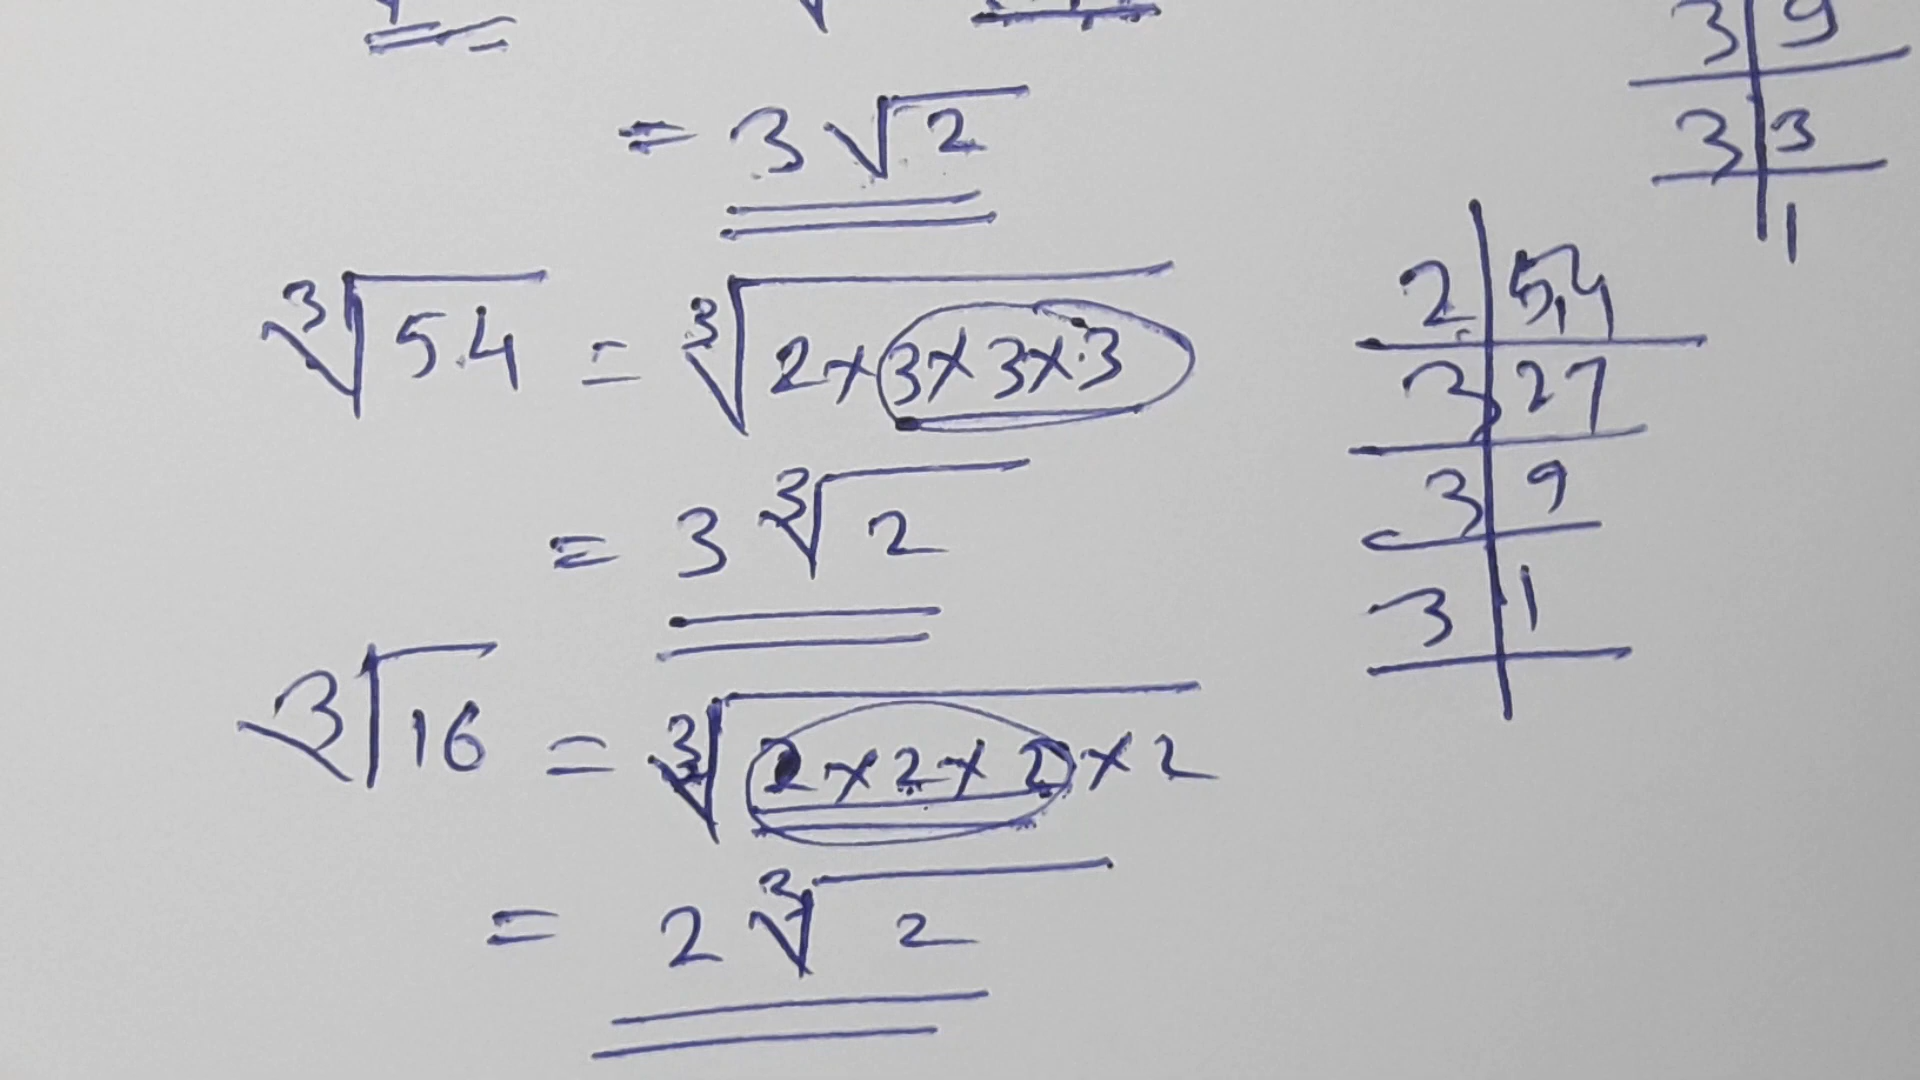 = 3√2
∛54 = ∛2×3×3×3
= 3∛2
∛16 = ∛2×2×2×2
= 2∛2
3 | 9
3 | 3
| 1
2 | 54
3 | 27
3 | 9
3 | 1